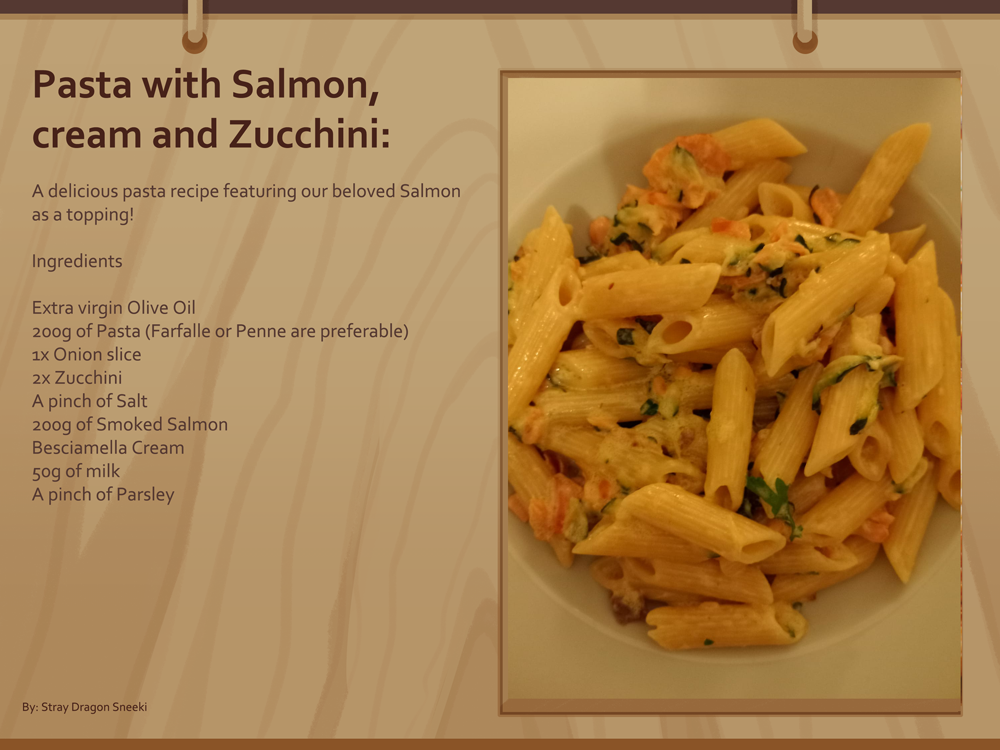 Pasta with Salmon,
cream and Zucchini:
A delicious pasta recipe featuring our beloved Salmon
as a topping!
Ingredients
Extra virgin Olive Oil
200g of Pasta (Farfalle or Penne are preferable)
1x Onion slice
2x Zucchini
A pinch of Salt
200g of Smoked Salmon
Besciamella Cream
50g of milk
A pinch of Parsley
By: Stray Dragon Sneeki